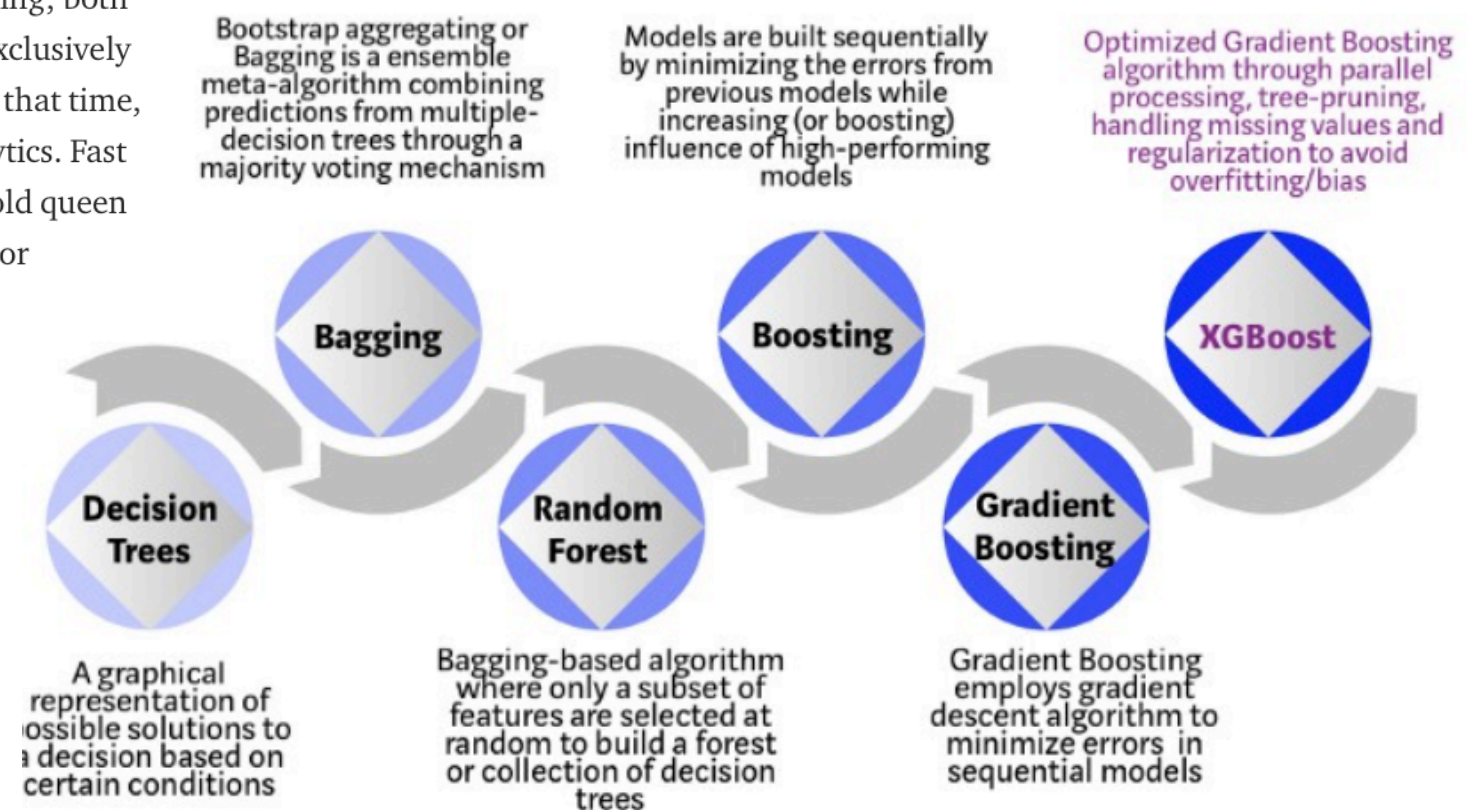 ing, both
xclusively
that time,
ytics. Fast
old queen
or
Bootstrap aggregating or
Bagging is a ensemble
meta-algorithm combining
predictions from multiple-
decision trees through a
majority voting mechanism
Models are built sequentially
by minimizing the errors from
previous models while
increasing (or boosting)
influence of high-performing
models
Optimized Gradient Boosting
algorithm through parallel
processing, tree-pruning,
handling missing values and
regularization to avoid
overfitting/bias
Bagging
Boosting
XGBoost
Decision
Trees
Random
Forest
Gradient
Boosting
A graphical
representation of
ossible solutions to
a decision based on
certain conditions
Bagging-based algorithm
where only a subset of
features are selected at
random to build a forest
or collection of decision
trees
Gradient Boosting
employs gradient
descent algorithm to
minimize errors in
sequential models